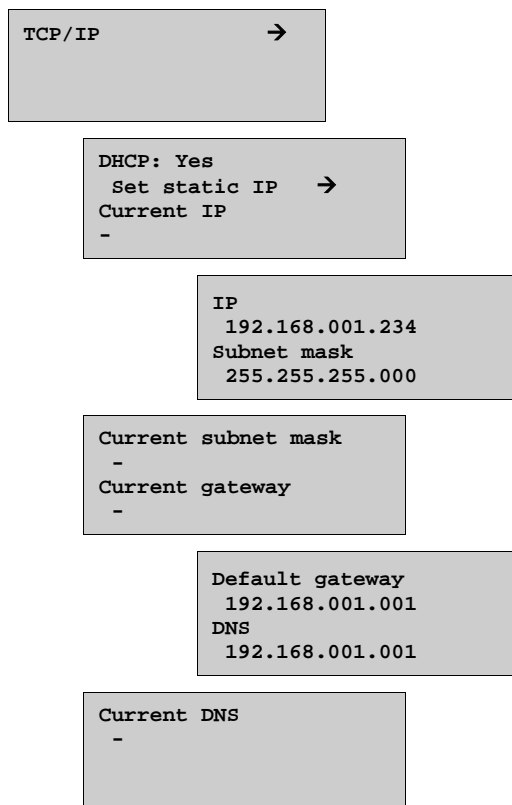 TCP/IP →
DHCP: Yes
Set static IP →
Current IP
-
IP
192.168.001.234
Subnet mask
255.255.255.000
Current subnet mask
-
Current gateway
-
Default gateway
192.168.001.001
DNS
192.168.001.001
Current DNS
-